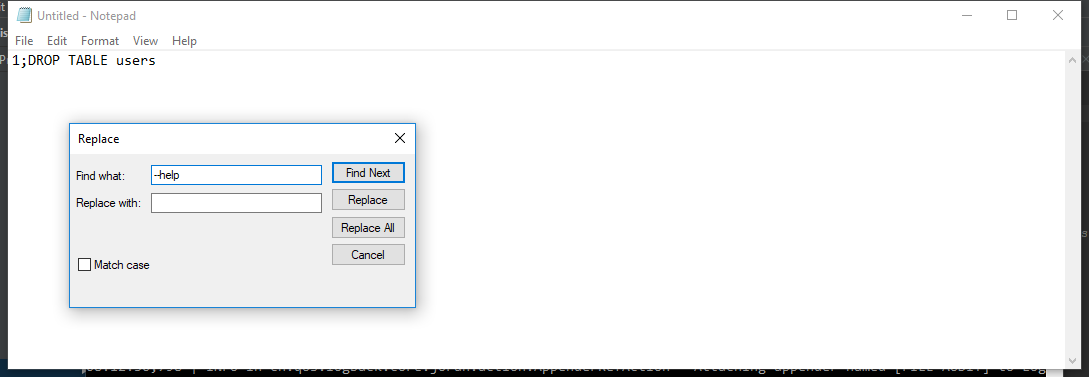 Untitled - Notepad
File Edit Format View Help
1;DROP TABLE users
Replace
Find what: --help Find Next
Replace with: Replace
Replace All
Cancel
Match case